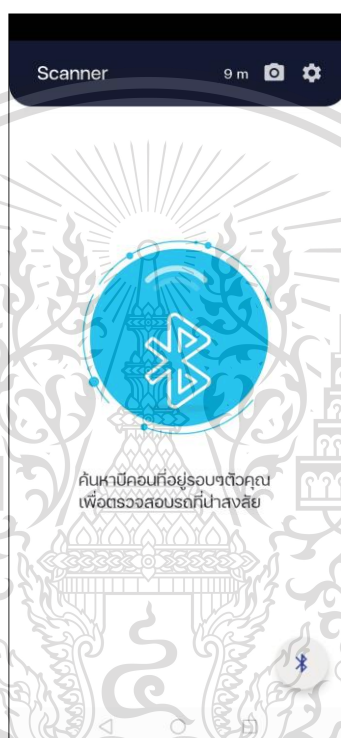 Scanner
9 m
ค้นหาบีคอนที่อยู่รอบๆตัวคุณ
เพื่อตรวจสอบรถที่น่าสงสัย